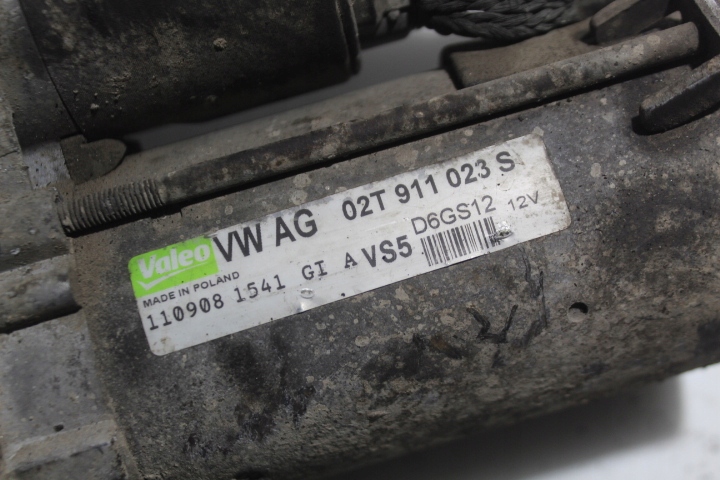 Valeo VW AG 02T 911 023 S
MADE IN POLAND
110908 1541 GI A VS5 D6GS12 12V